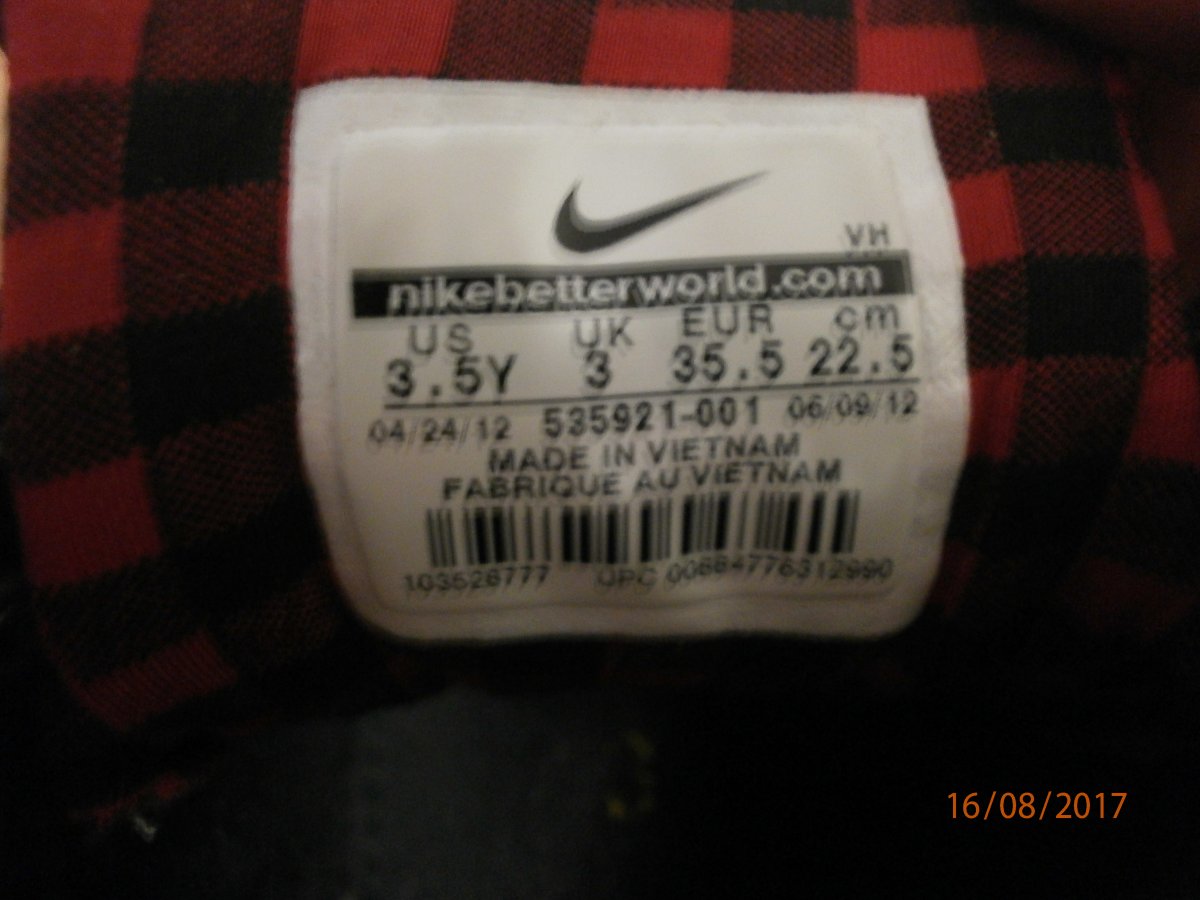 VH
nikebetterworld.com
US UK EUR cm
3.5Y 3 35.5 22.5
04/24/12 535921-001 06/09/12
MADE IN VIETNAM
FABRIQUE AU VIETNAM
103528777 UPC 00884776312990
16/08/2017